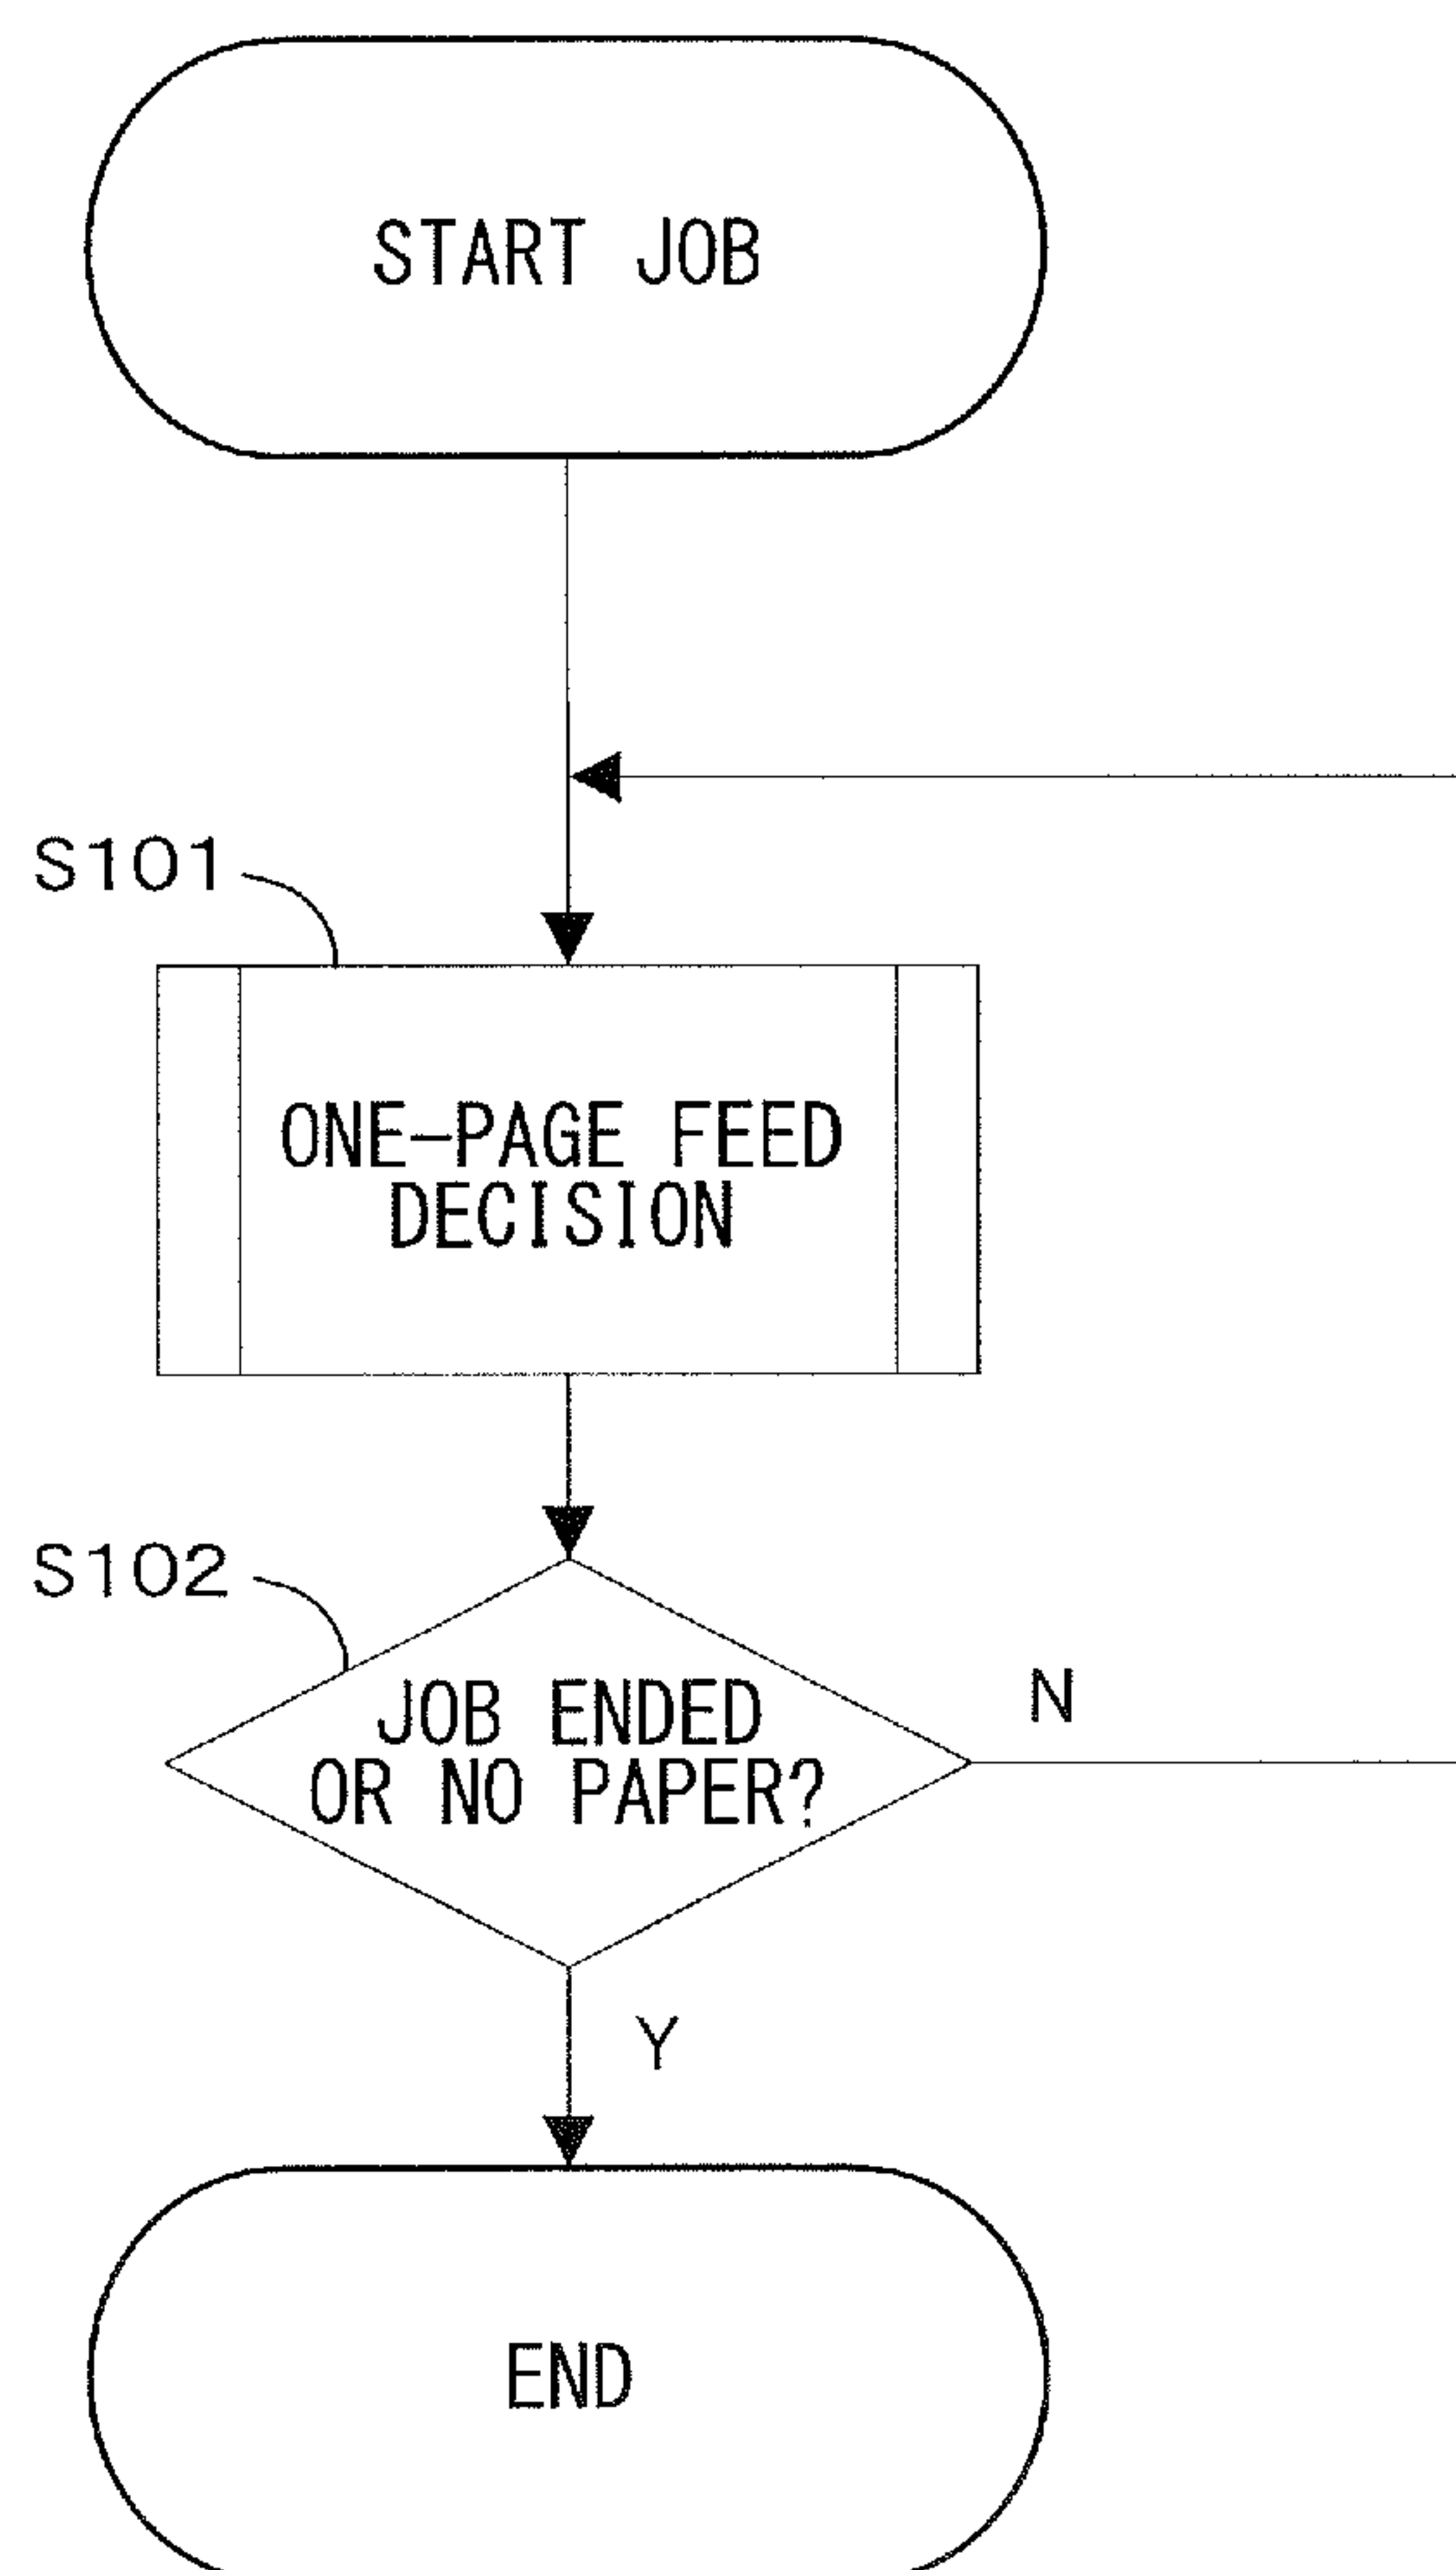 START JOB
S101
ONE-PAGE FEED
DECISION
S102
JOB ENDED
OR NO PAPER?
N
Y
END